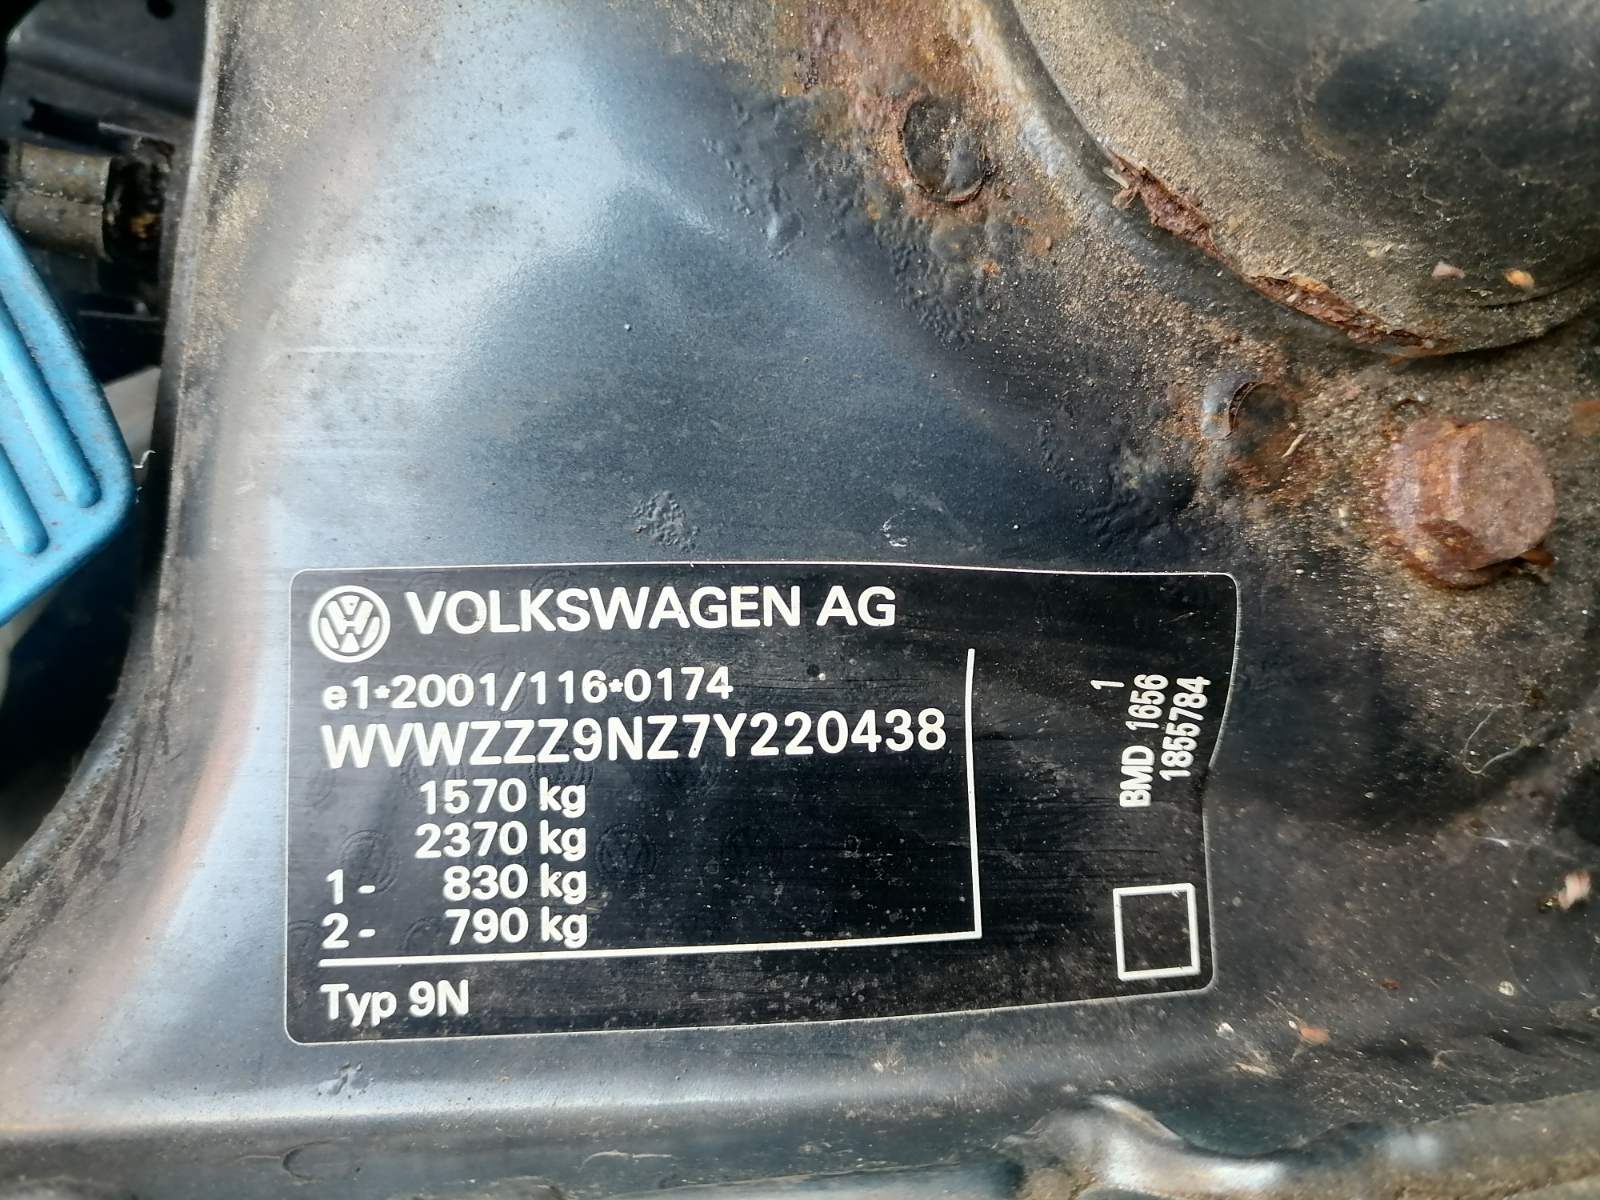 VOLKSWAGEN AG
e1*2001/116*0174
WVWZZZ9NZ7Y220438
1570 kg
2370 kg
1- 830 kg
2- 790 kg
Typ 9N
1
BMD 1656
1855784